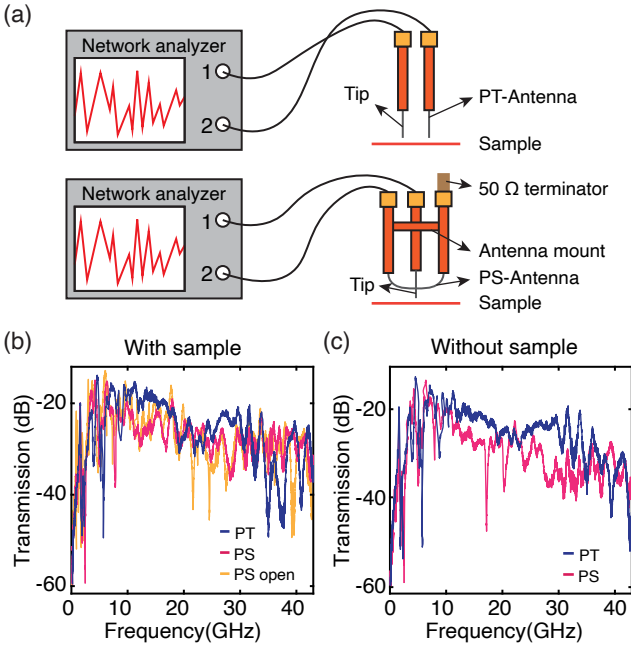 (a)
Network analyzer
1
2
Tip
PT-Antenna
Sample
Network analyzer
1
2
50 Ω terminator
Antenna mount
PS-Antenna
Tip
Sample
(b)
With sample
Transmission (dB)
-20
-40
-60
PT
PS
PS open
0 10 20 30 40
Frequency(GHz)
(c)
Without sample
Transmission (dB)
-20
-40
-60
PT
PS
0 10 20 30 40
Frequency(GHz)